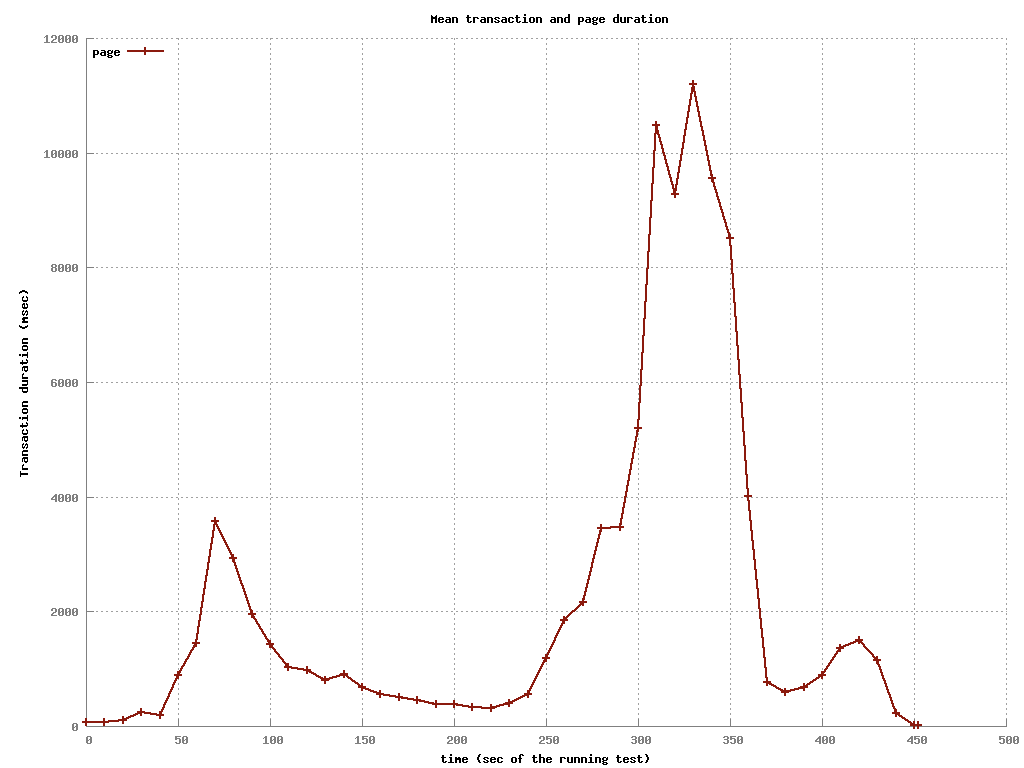 Mean transaction and page duration
page
12000
10000
8000
6000
4000
2000
0
Transaction duration (msec)
0 50 100 150 200 250 300 350 400 450 500
time (sec of the running test)